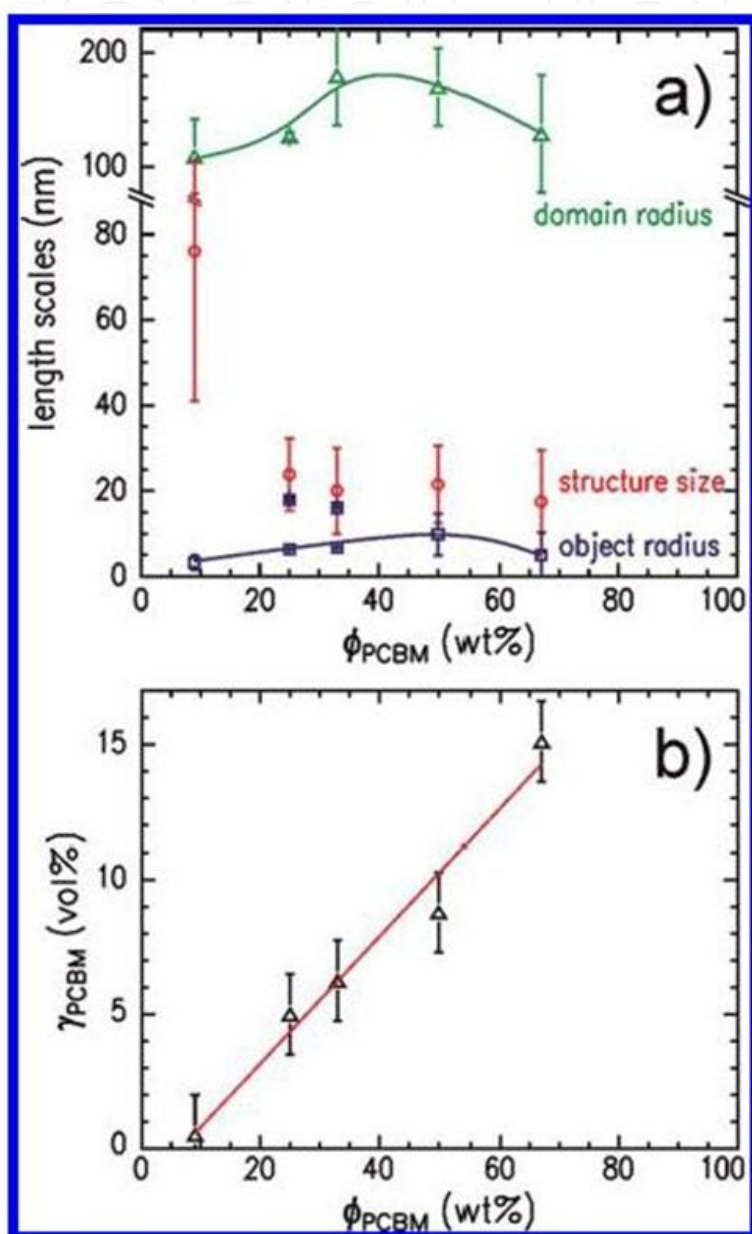 a)
200
100
80
60
40
20
0
length scales (nm)
domain radius
structure size
object radius
0 20 40 60 80 100
ϕPCBM (wt%)
b)
15
10
5
0
γPCBM (vol%)
0 20 40 60 80 100
ϕPCBM (wt%)